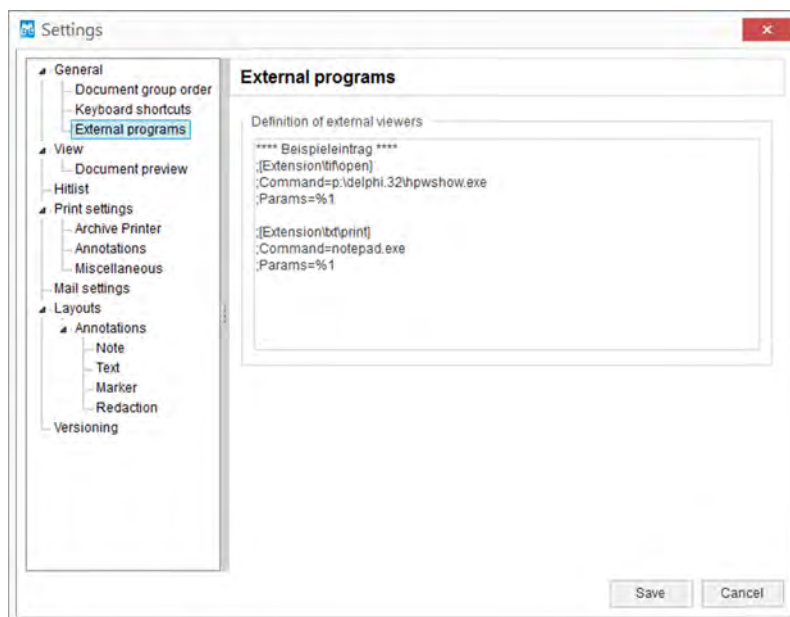 Settings
General
Document group order
Keyboard shortcuts
External programs
View
Document preview
Hitlist
Print settings
Archive Printer
Annotations
Miscellaneous
Mail settings
Layouts
Annotations
Note
Text
Marker
Redaction
Versioning
External programs
Definition of external viewers
**** Beispieleintrag ****
;[Extension\tif\open]
;Command=p:\delphi.32\hpwshow.exe
;Params=%1
;[Extension\txt\print]
;Command=notepad.exe
;Params=%1
Save
Cancel